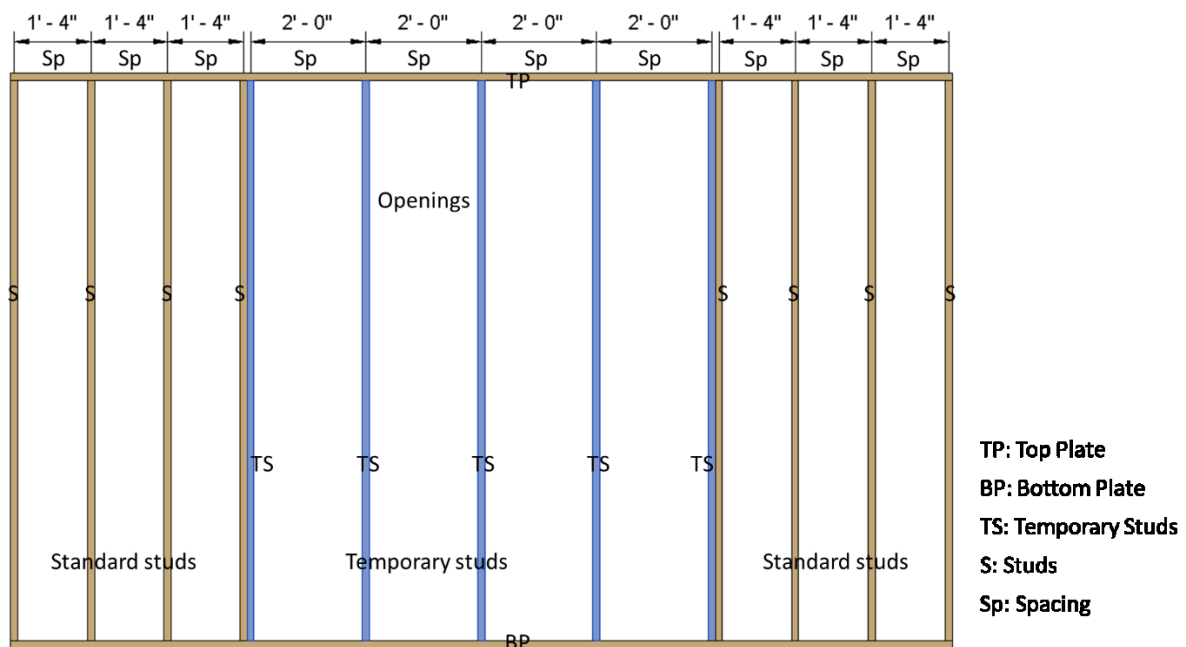 1' - 4" 1' - 4" 1' - 4" 2' - 0" 2' - 0" 2' - 0" 2' - 0" 1' - 4" 1' - 4" 1' - 4"
Sp Sp Sp Sp Sp Sp Sp Sp Sp Sp
TP
Openings
S S S S S S S S
TS TS TS TS TS
Standard studs Temporary studs Standard studs
BP
TP: Top Plate
BP: Bottom Plate
TS: Temporary Studs
S: Studs
Sp: Spacing